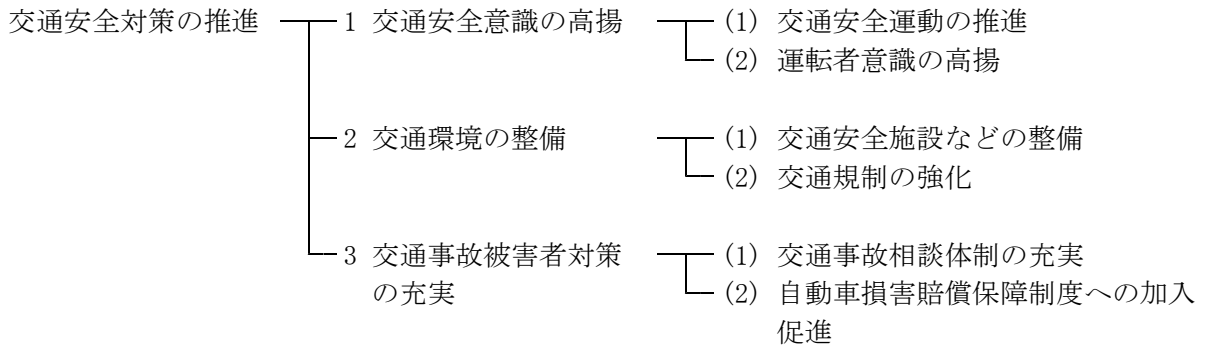 交通安全対策の推進 1 交通安全意識の高揚 (1) 交通安全運動の推進
(2) 運転者意識の高揚
2 交通環境の整備 (1) 交通安全施設などの整備
(2) 交通規制の強化
3 交通事故被害者対策 (1) 交通事故相談体制の充実
の充実 (2) 自動車損害賠償保障制度への加入
促進